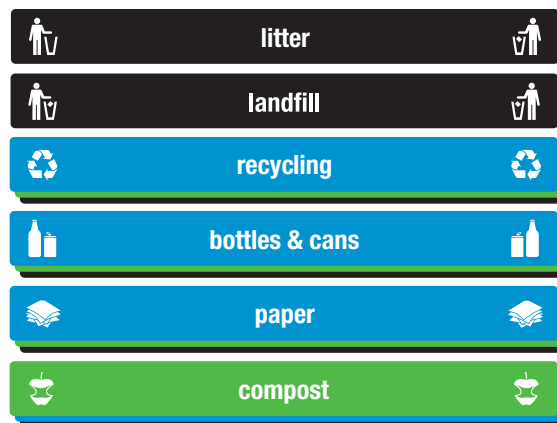 litter
landfill
recycling
bottles & cans
paper
compost